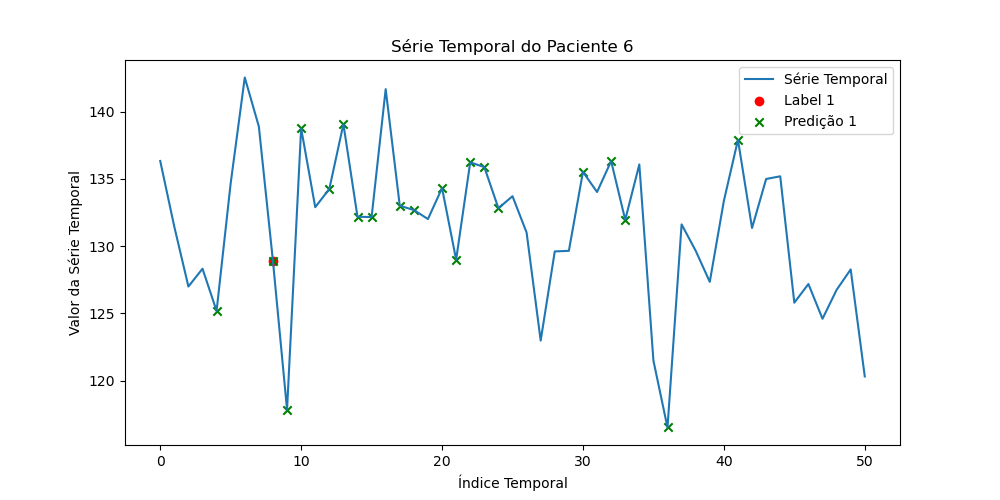 Série Temporal do Paciente 6
Série Temporal
Label 1
Predição 1
Valor da Série Temporal
140
135
130
125
120
0 10 20 30 40 50
Índice Temporal